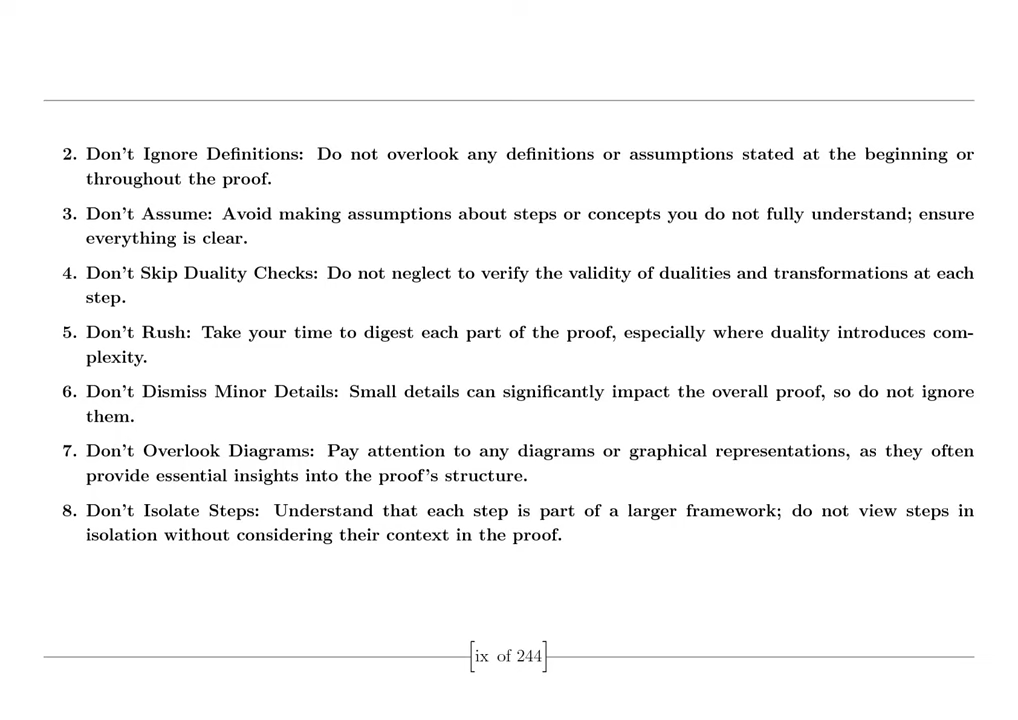 2. Don't Ignore Definitions: Do not overlook any definitions or assumptions stated at the beginning or
throughout the proof.
3. Don't Assume: Avoid making assumptions about steps or concepts you do not fully understand; ensure
everything is clear.
4. Don't Skip Duality Checks: Do not neglect to verify the validity of dualities and transformations at each
step.
5. Don't Rush: Take your time to digest each part of the proof, especially where duality introduces com-
plexity.
6. Don't Dismiss Minor Details: Small details can significantly impact the overall proof, so do not ignore
them.
7. Don't Overlook Diagrams: Pay attention to any diagrams or graphical representations, as they often
provide essential insights into the proof's structure.
8. Don't Isolate Steps: Understand that each step is part of a larger framework; do not view steps in
isolation without considering their context in the proof.
[ix of 244]